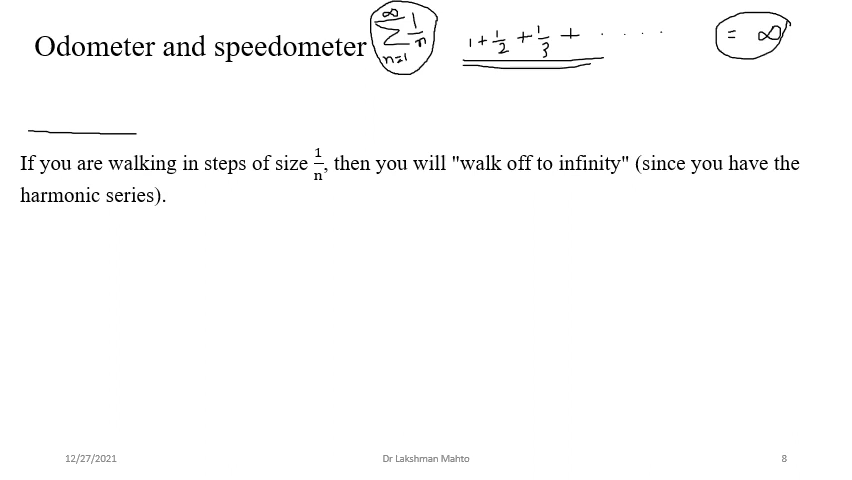 Odometer and speedometer ∞ ∑ n=1 1/n 1 + 1/2 + 1/3 + ..... = ∞
If you are walking in steps of size 1/n, then you will "walk off to infinity" (since you have the
harmonic series).
12/27/2021 Dr Lakshman Mahto 8